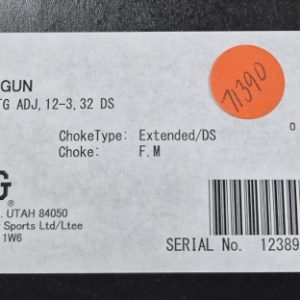 GUN
TG ADJ, 12-3, 32 DS
71390
ChokeType: Extended/DS
Choke: F.M
G®
. UTAH 84050
Sports Ltd/Ltee
1W6
SERIAL No. 12389